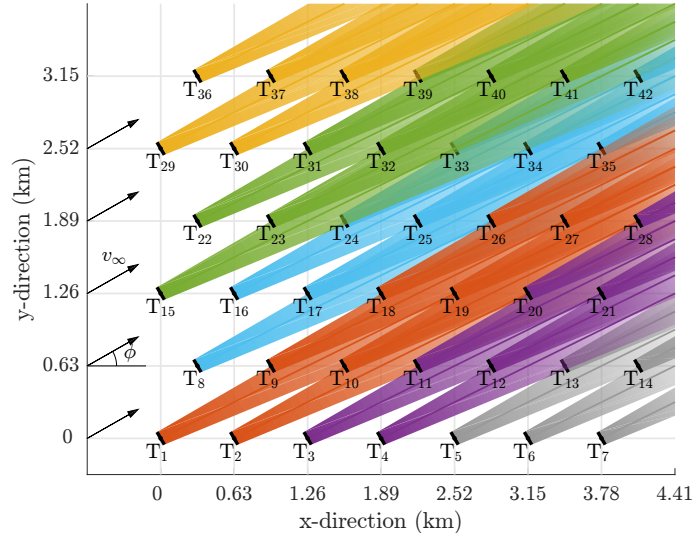 3.15
T₃₆ T₃₇ T₃₈ T₃₉ T₄₀ T₄₁ T₄₂
2.52
T₂₉ T₃₀ T₃₁ T₃₂ T₃₃ T₃₄ T₃₅
1.89
T₂₂ T₂₃ T₂₄ T₂₅ T₂₆ T₂₇ T₂₈
v∞
1.26
T₁₅ T₁₆ T₁₇ T₁₈ T₁₉ T₂₀ T₂₁
ϕ
0.63
T₈ T₉ T₁₀ T₁₁ T₁₂ T₁₃ T₁₄
0
T₁ T₂ T₃ T₄ T₅ T₆ T₇
y-direction (km)
0 0.63 1.26 1.89 2.52 3.15 3.78 4.41
x-direction (km)